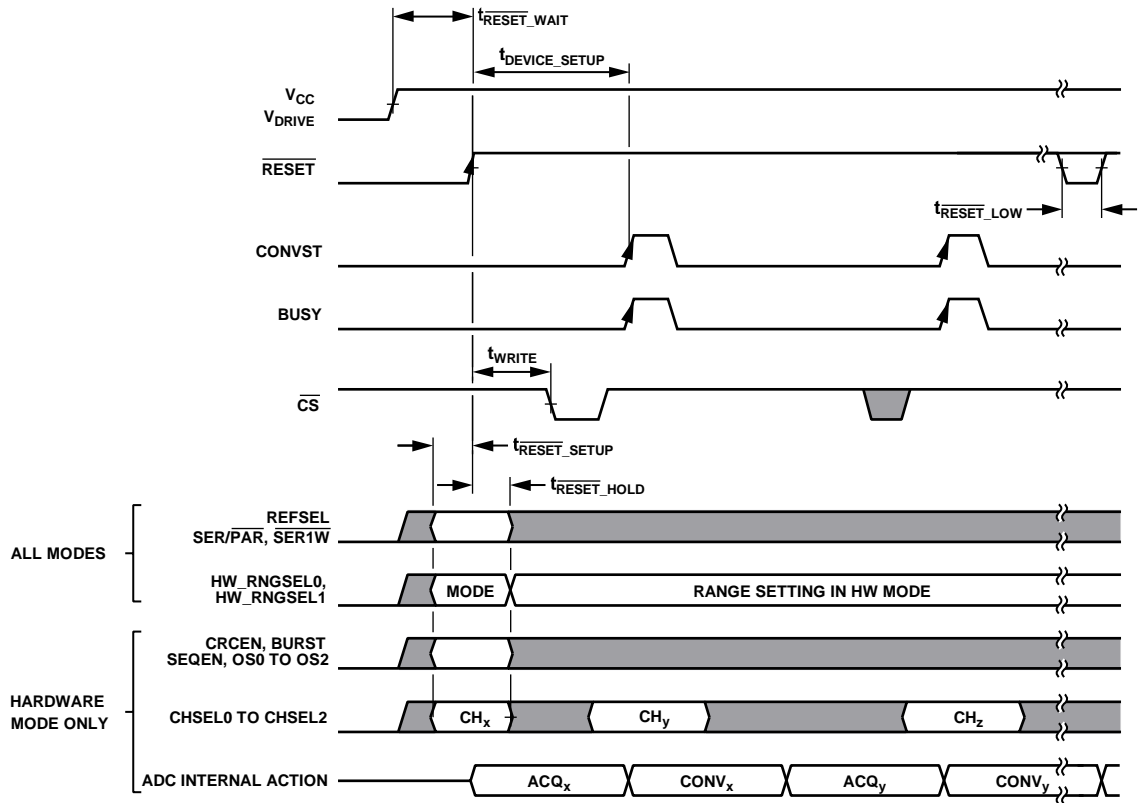 tRESET_WAIT
tDEVICE_SETUP
VCC
VDRIVE
RESET
tRESET_LOW
CONVST
BUSY
tWRITE
CS
tRESET_SETUP
tRESET_HOLD
ALL MODES
REFSEL
SER/PAR, SER1W
HW_RNGSEL0,
HW_RNGSEL1
MODE
RANGE SETTING IN HW MODE
HARDWARE
MODE ONLY
CRCEN, BURST
SEQEN, OS0 TO OS2
CHSEL0 TO CHSEL2
CHx
CHy
CHz
ADC INTERNAL ACTION
ACQx
CONVx
ACQy
CONVy